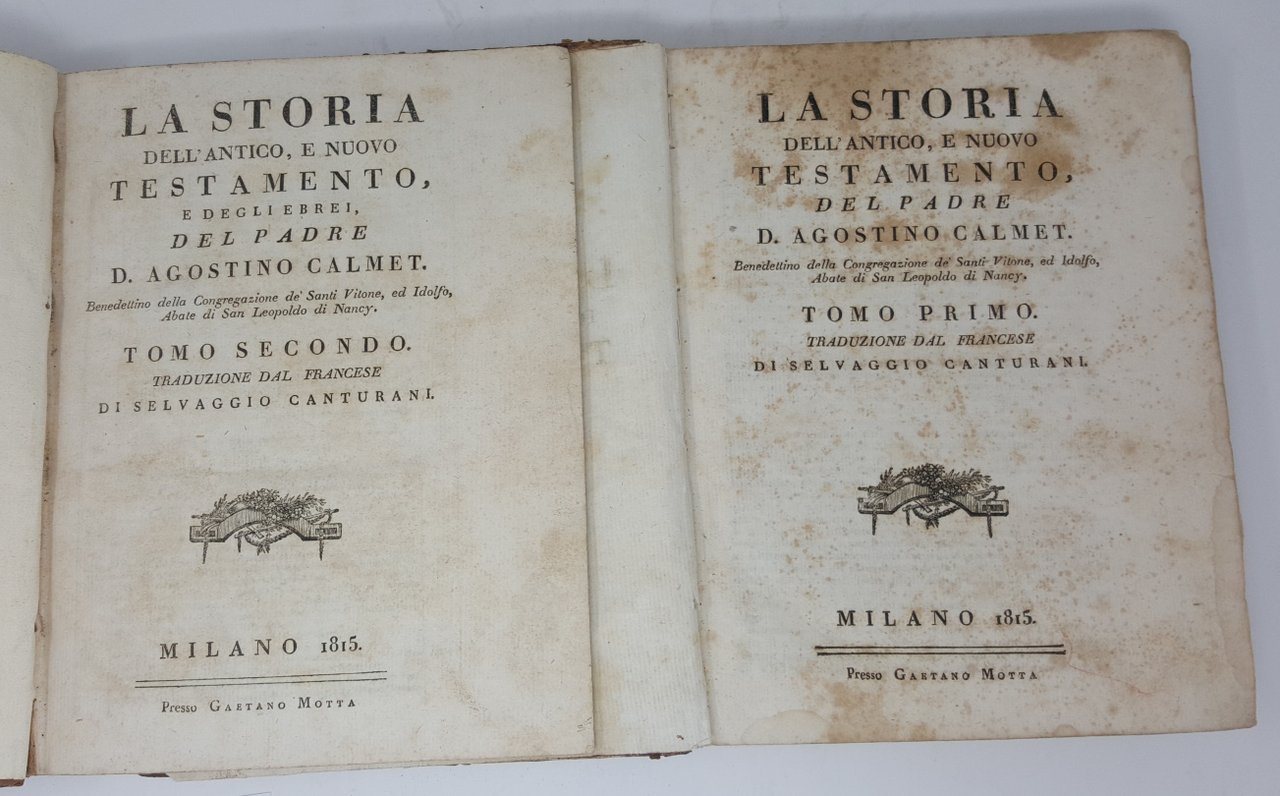 LA STORIA
DELL'ANTICO, E NUOVO
TESTAMENTO,
E DEGLI EBREI,
DEL PADRE
D. AGOSTINO CALMET.
Benedettino della Congregazione de' Santi Vitone, ed Idolfo,
Abate di San Leopoldo di Nancy.
TOMO SECONDO.
TRADUZIONE DAL FRANCESE
DI SELVAGGIO CANTURANI.
MILANO 1815.
Presso GAETANO MOTTA
LA STORIA
DELL'ANTICO, E NUOVO
TESTAMENTO,
DEL PADRE
D. AGOSTINO CALMET.
Benedettino della Congregazione de' Santi Vitone, ed Idolfo,
Abate di San Leopoldo di Nancy.
TOMO PRIMO.
TRADUZIONE DAL FRANCESE
DI SELVAGGIO CANTURANI.
MILANO 1815.
Presso GAETANO MOTTA